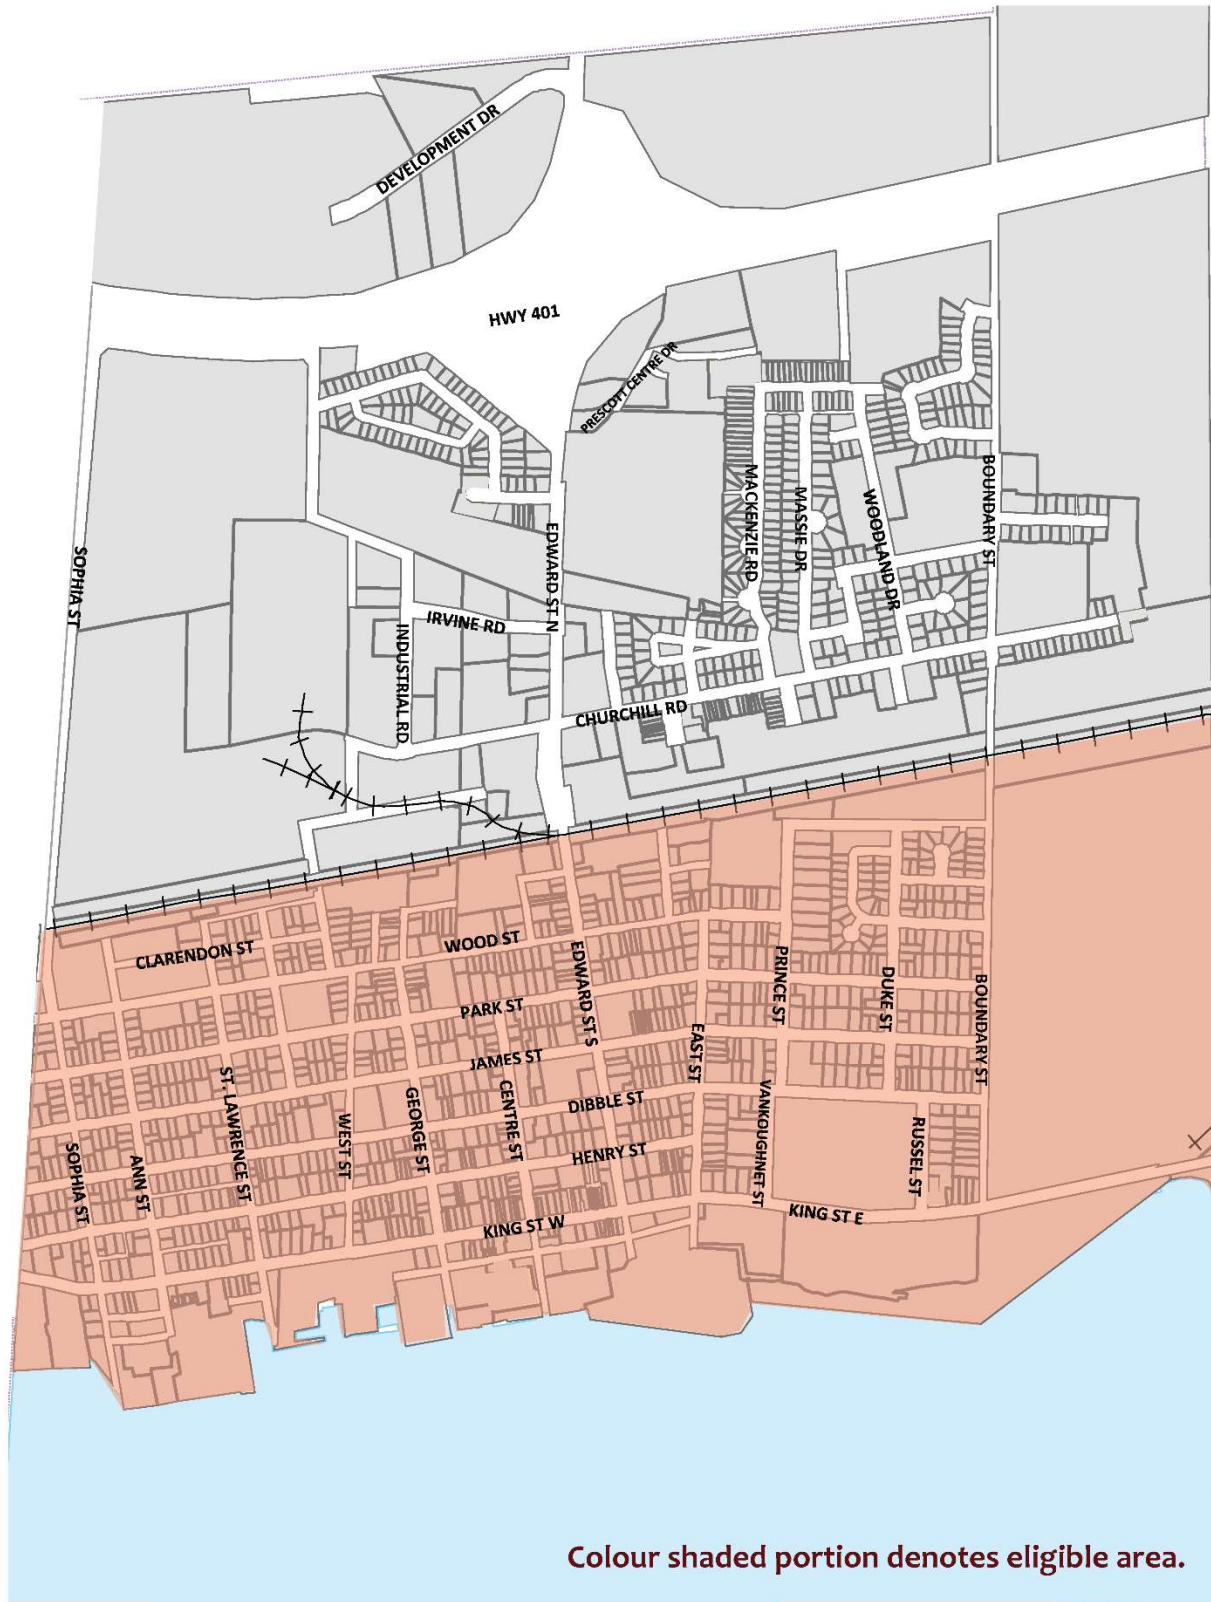 DEVELOPMENT DR
HWY 401
PRESCOTT CENTRE DR
SOPHIA ST
EDWARD ST N
MACKENZIE RD
MASSIE DR
WOODLAND DR
BOUNDARY ST
IRVINE RD
INDUSTRIAL RD
CHURCHILL RD
CLARENDON ST
WOOD ST
EDWARD ST S
PRINCE ST
DUKE ST
BOUNDARY ST
PARK ST
EAST ST
JAMES ST
ST. LAWRENCE ST
GEORGE ST
CENTRE ST
DIBBLE ST
VANKOUGHNET ST
WEST ST
RUSSEL ST
SOPHIA ST
ANN ST
HENRY ST
KING ST W
KING ST E
Colour shaded portion denotes eligible area.